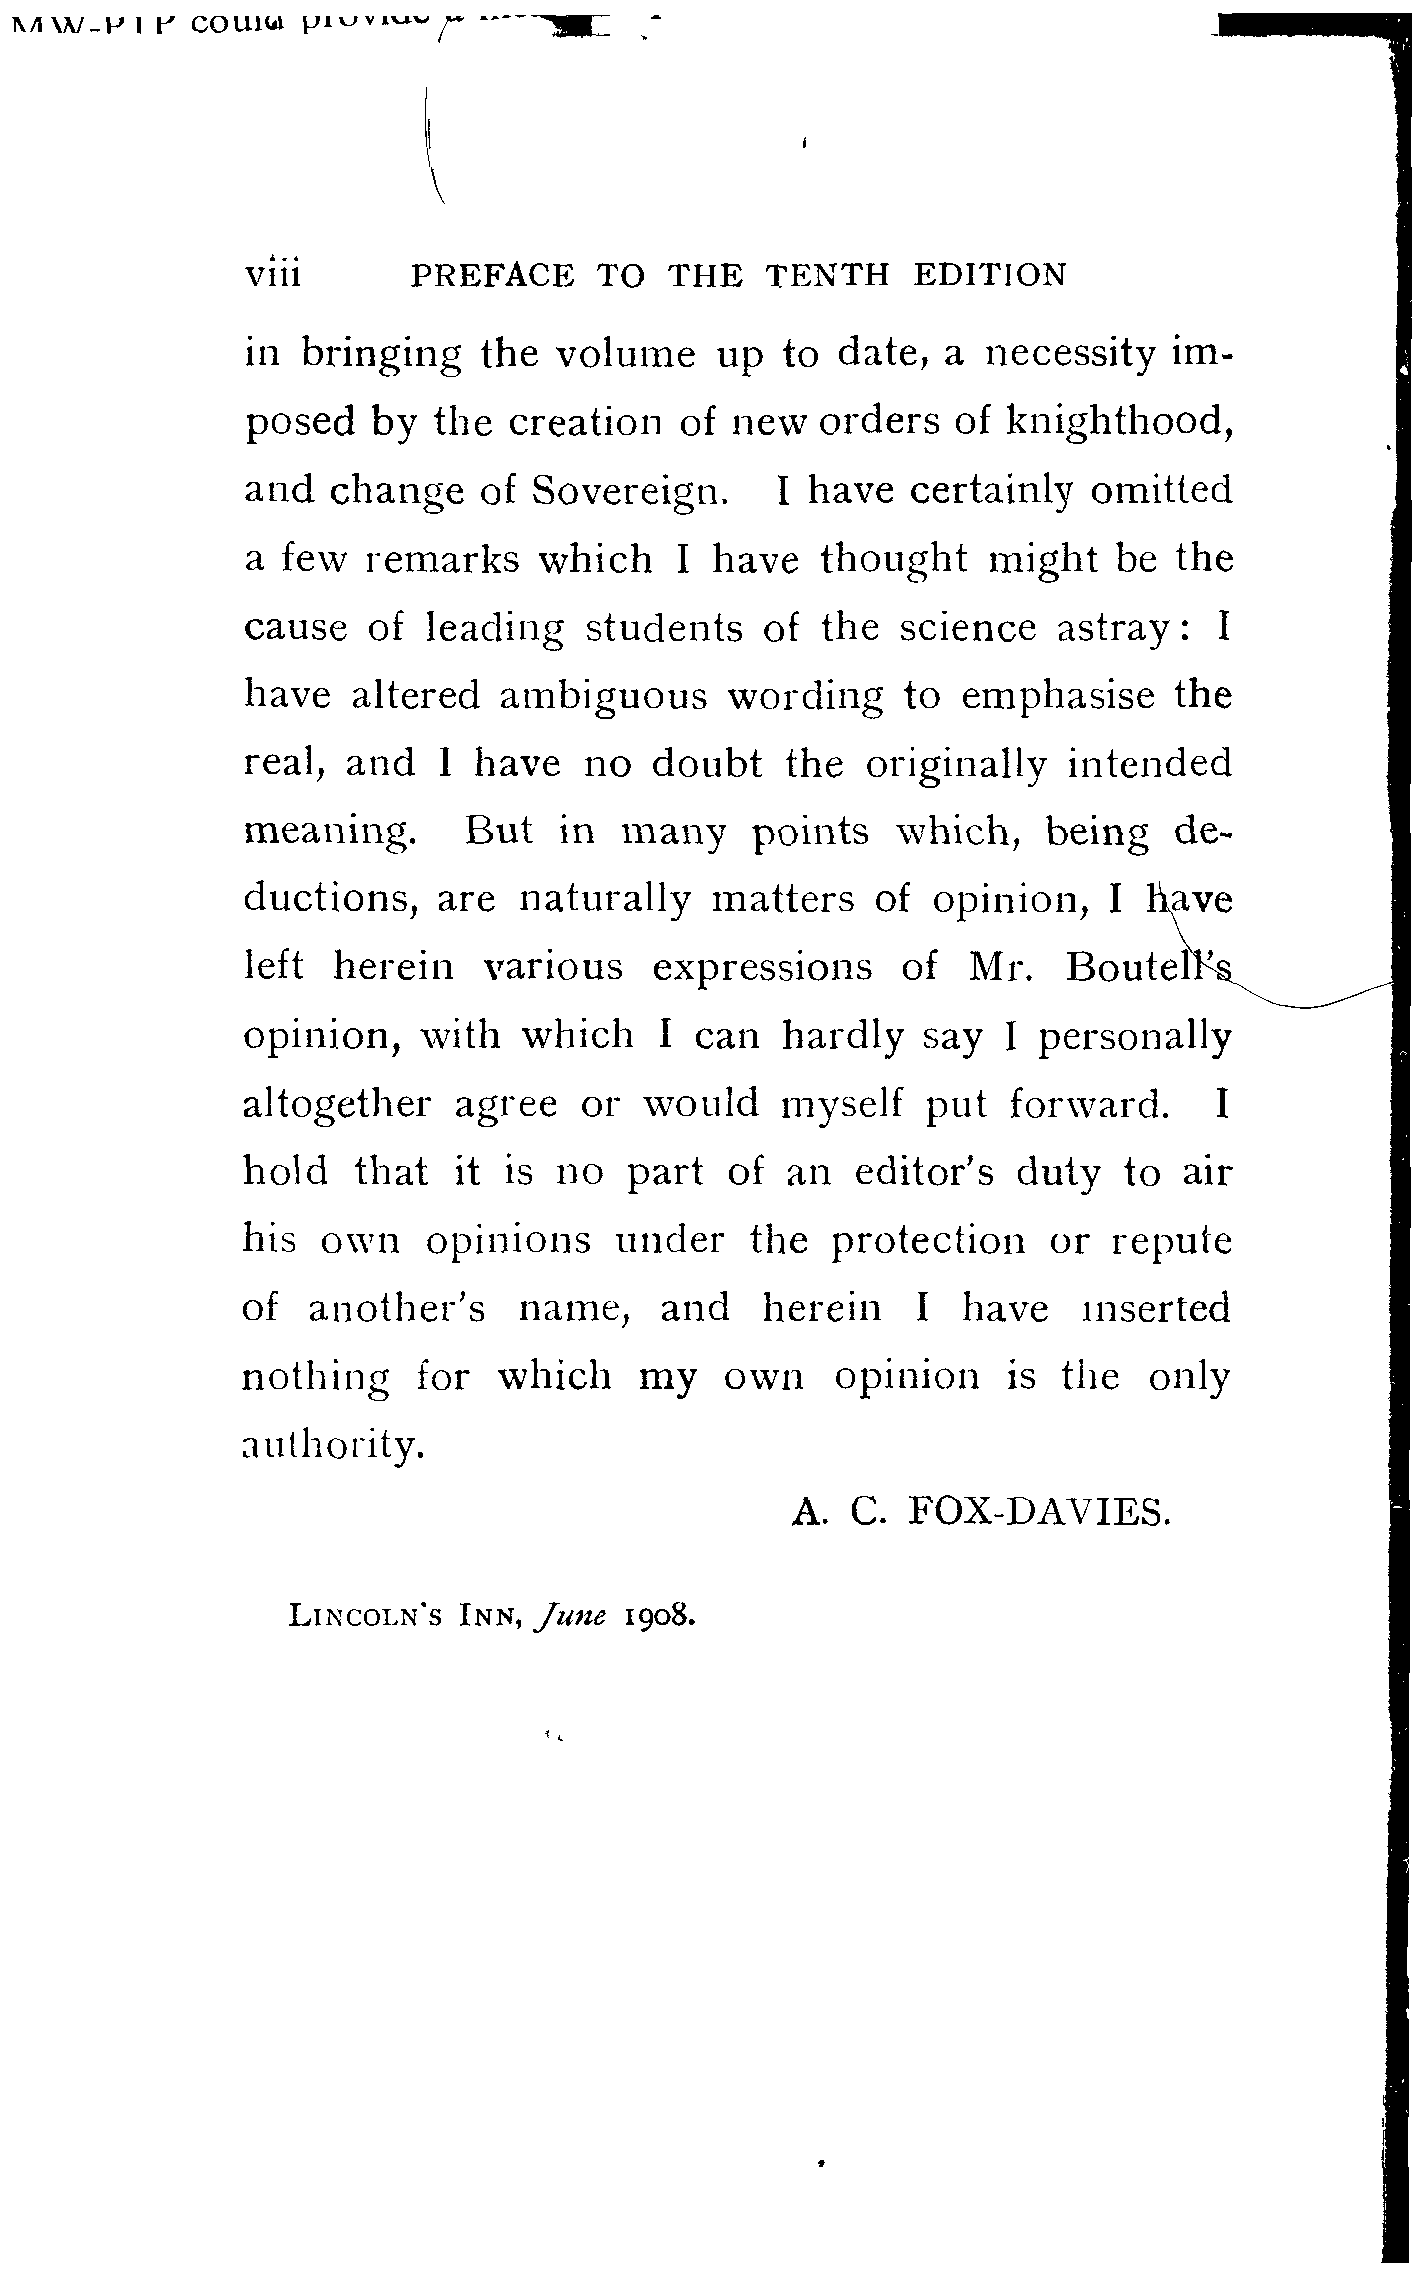 could
viii PREFACE TO THE TENTH EDITION
in bringing the volume up to date, a necessity im-
posed by the creation of new orders of knighthood,
and change of Sovereign. I have certainly omitted
a few remarks which I have thought might be the
cause of leading students of the science astray: I
have altered ambiguous wording to emphasise the
real, and I have no doubt the originally intended
meaning. But in many points which, being de-
ductions, are naturally matters of opinion, I have
left herein various expressions of Mr. Boutell's
opinion, with which I can hardly say I personally
altogether agree or would myself put forward. I
hold that it is no part of an editor's duty to air
his own opinions under the protection or repute
of another's name, and herein I have inserted
nothing for which my own opinion is the only
authority.
A. C. FOX-DAVIES.
LINCOLN'S INN, June 1908.